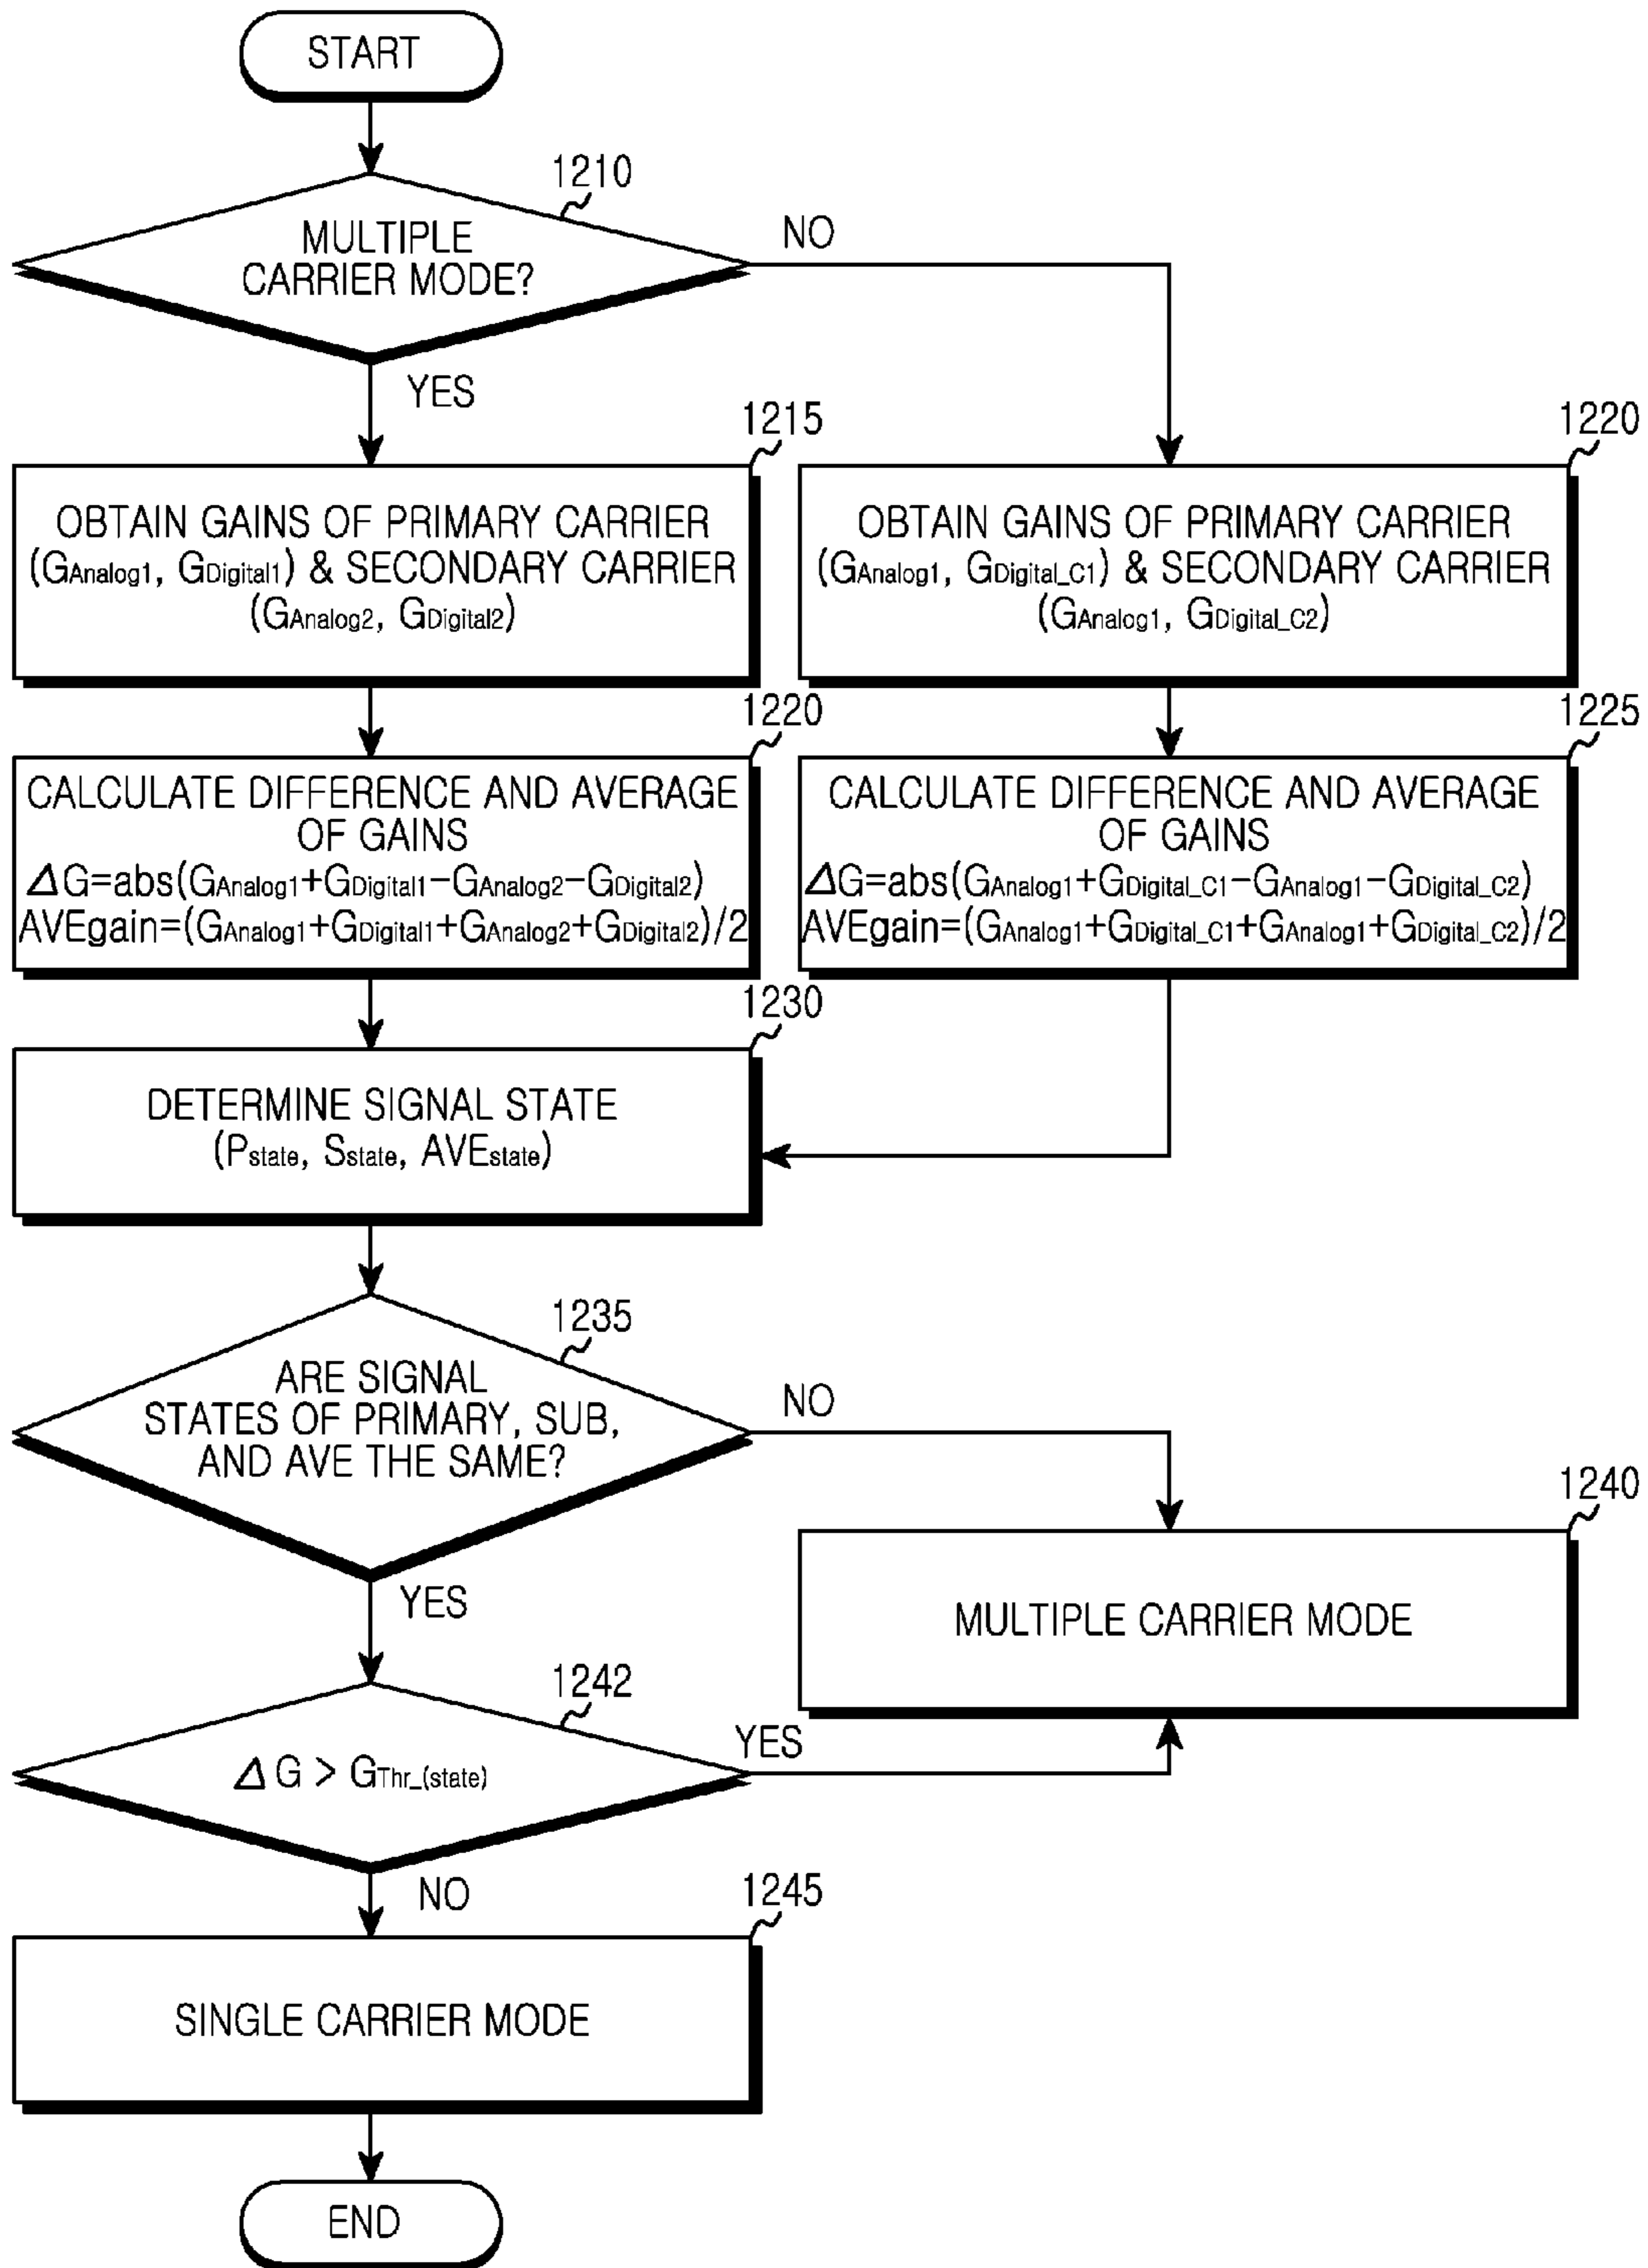 START
1210
MULTIPLE
CARRIER MODE?
NO
YES
1215
OBTAIN GAINS OF PRIMARY CARRIER
(GAnalog1, GDigital1) & SECONDARY CARRIER
(GAnalog2, GDigital2)
1220
OBTAIN GAINS OF PRIMARY CARRIER
(GAnalog1, GDigital_C1) & SECONDARY CARRIER
(GAnalog1, GDigital_C2)
1220
CALCULATE DIFFERENCE AND AVERAGE
OF GAINS
ΔG=abs(GAnalog1+GDigital1-GAnalog2-GDigital2)
AVEgain=(GAnalog1+GDigital1+GAnalog2+GDigital2)/2
1225
CALCULATE DIFFERENCE AND AVERAGE
OF GAINS
ΔG=abs(GAnalog1+GDigital_C1-GAnalog1-GDigital_C2)
AVEgain=(GAnalog1+GDigital_C1+GAnalog1+GDigital_C2)/2
1230
DETERMINE SIGNAL STATE
(Pstate, Sstate, AVEstate)
1235
ARE SIGNAL
STATES OF PRIMARY, SUB,
AND AVE THE SAME?
NO
YES
1240
MULTIPLE CARRIER MODE
1242
ΔG > GThr_(state)
YES
NO
1245
SINGLE CARRIER MODE
END